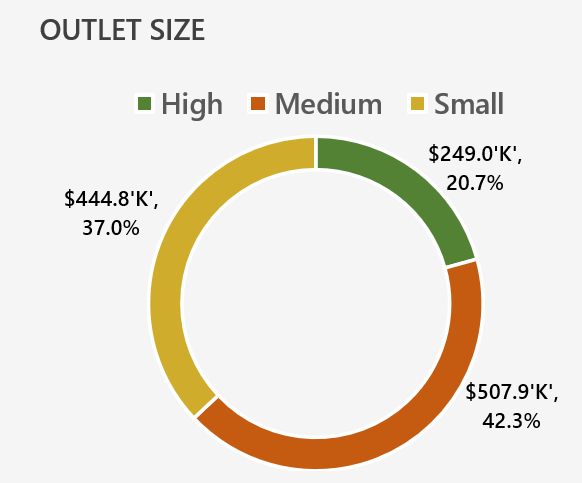 OUTLET SIZE
High Medium Small
$249.0'K',
20.7%
$444.8'K',
37.0%
$507.9'K',
42.3%